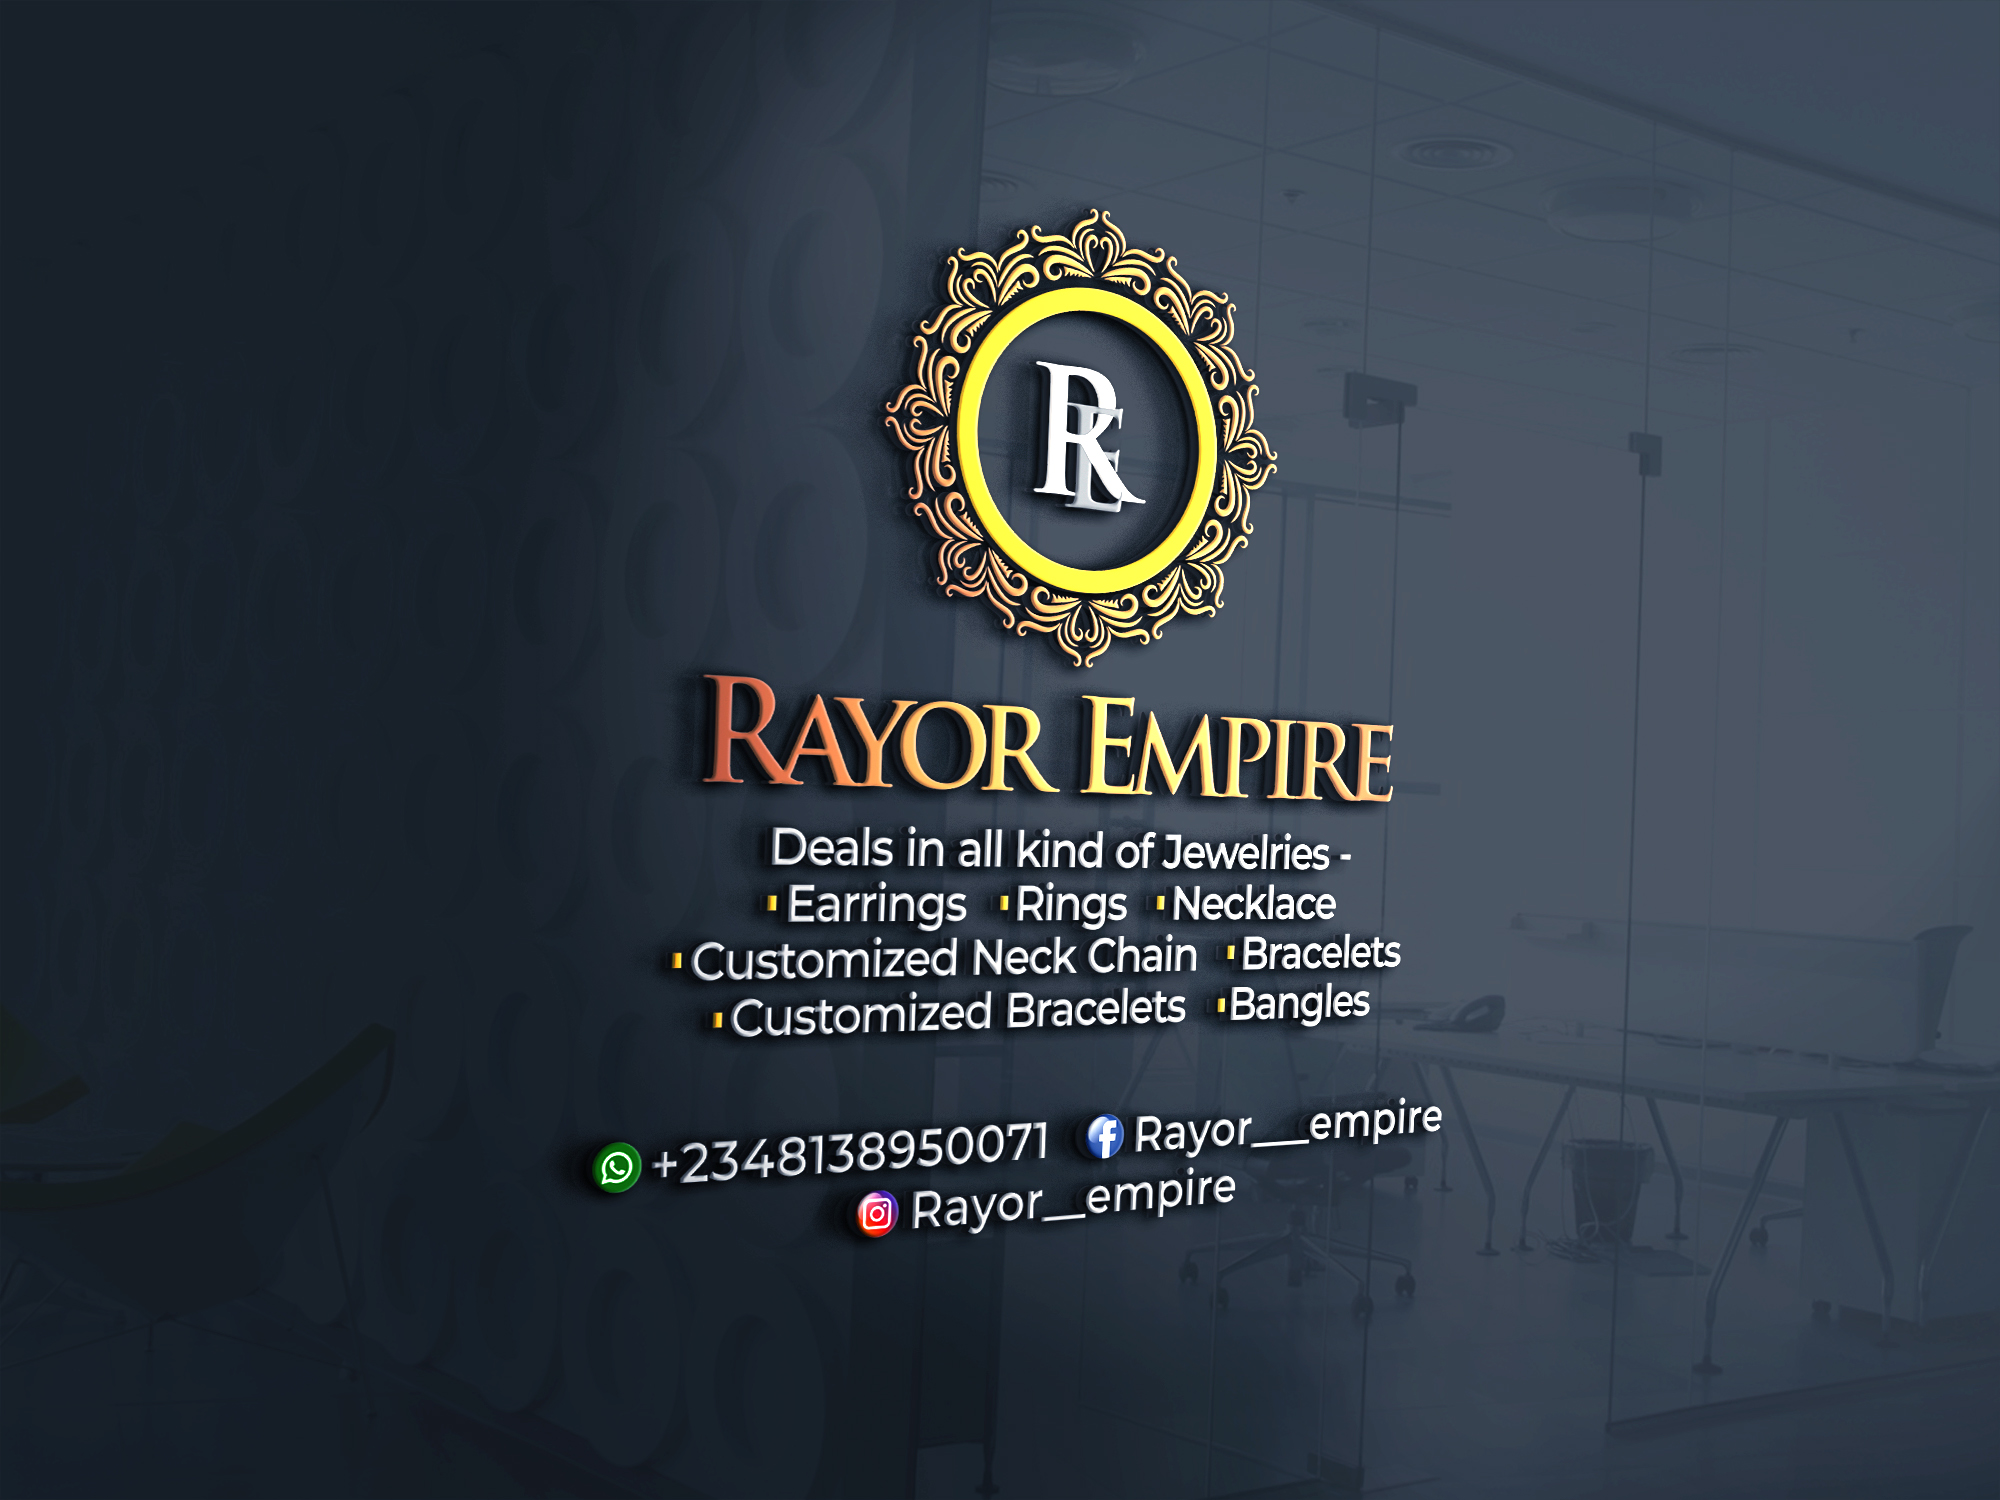 RE
RAYOR EMPIRE
Deals in all kind of Jewelries -
Earrings Rings Necklace
Customized Neck Chain Bracelets
Customized Bracelets Bangles
+2348138950071 Rayor__empire
Rayor__empire